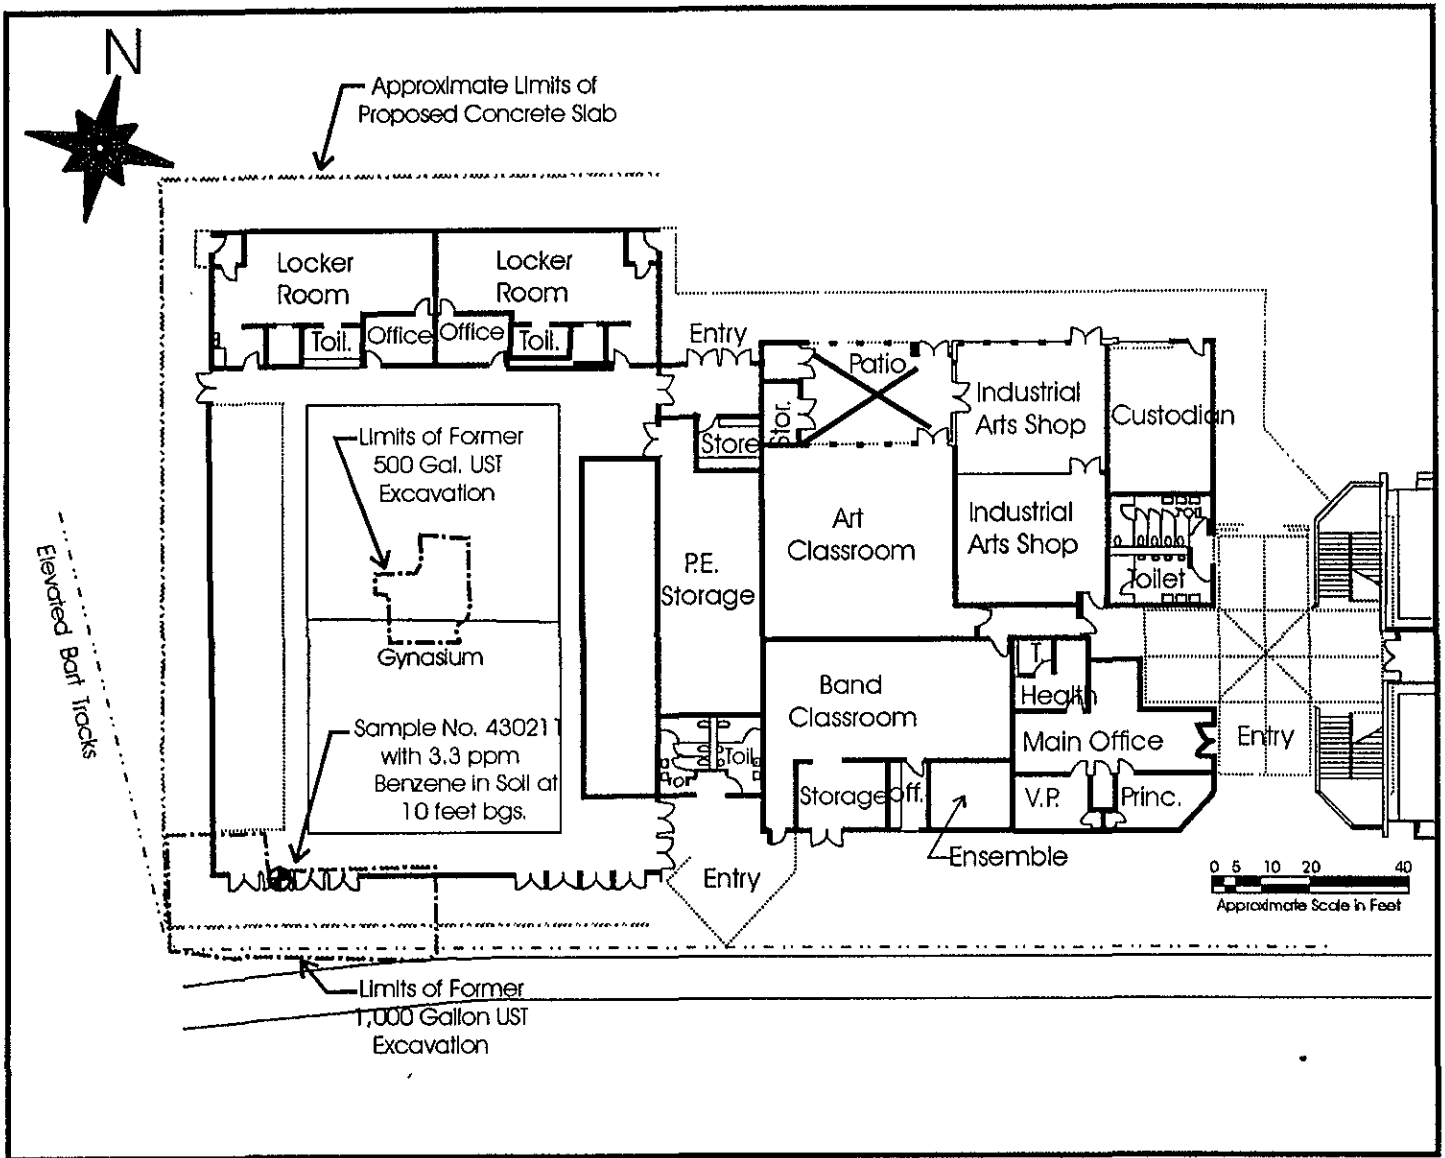 N
Approximate Limits of
Proposed Concrete Slab
Locker
Room
Locker
Room
Toil.
Office
Office
Toil.
Entry
Patio
Stor.
Store
Industrial
Arts Shop
Custodian
Limits of Former
500 Gal. UST
Excavation
Art
Classroom
Industrial
Arts Shop
P.E.
Storage
Toilet
Elevated Bart Tracks
Gynasium
T.
Health
Band
Classroom
Sample No. 430211
with 3.3 ppm
Benzene in Soil at
10 feet bgs.
Main Office
Entry
Toil.
Toi.
Storage
Off.
V.P.
Princ.
Ensemble
Entry
0 5 10 20 40
Approximate Scale in Feet
Limits of Former
1,000 Gallon UST
Excavation